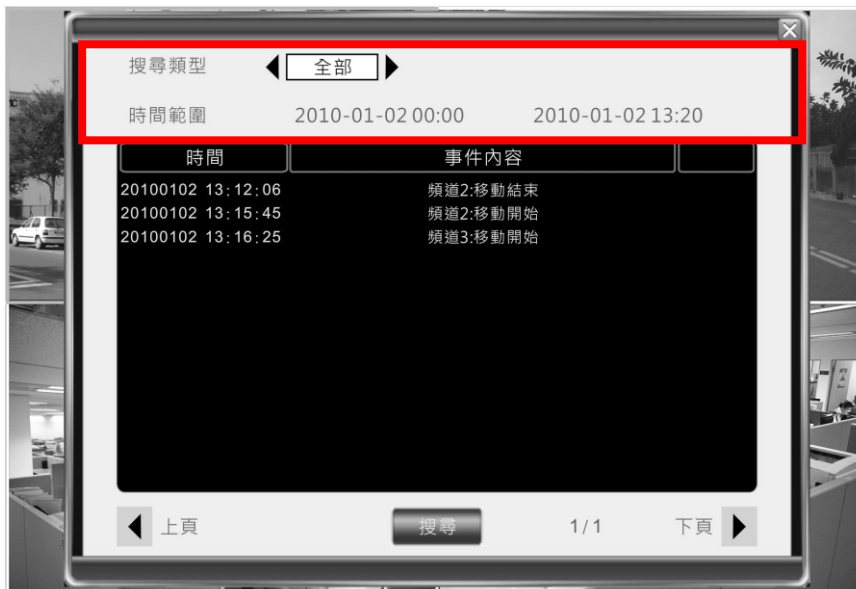 搜尋類型 全部
時間範圍 2010-01-02 00:00 2010-01-02 13:20
時間 事件內容
20100102 13:12:06 頻道2:移動結束
20100102 13:15:45 頻道2:移動開始
20100102 13:16:25 頻道3:移動開始
上頁 搜尋 1/1 下頁